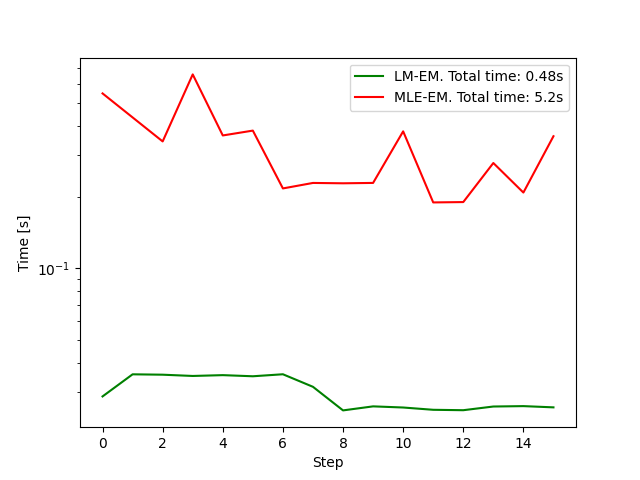 LM-EM. Total time: 0.48s
MLE-EM. Total time: 5.2s
Time [s]
10⁻¹
0 2 4 6 8 10 12 14
Step